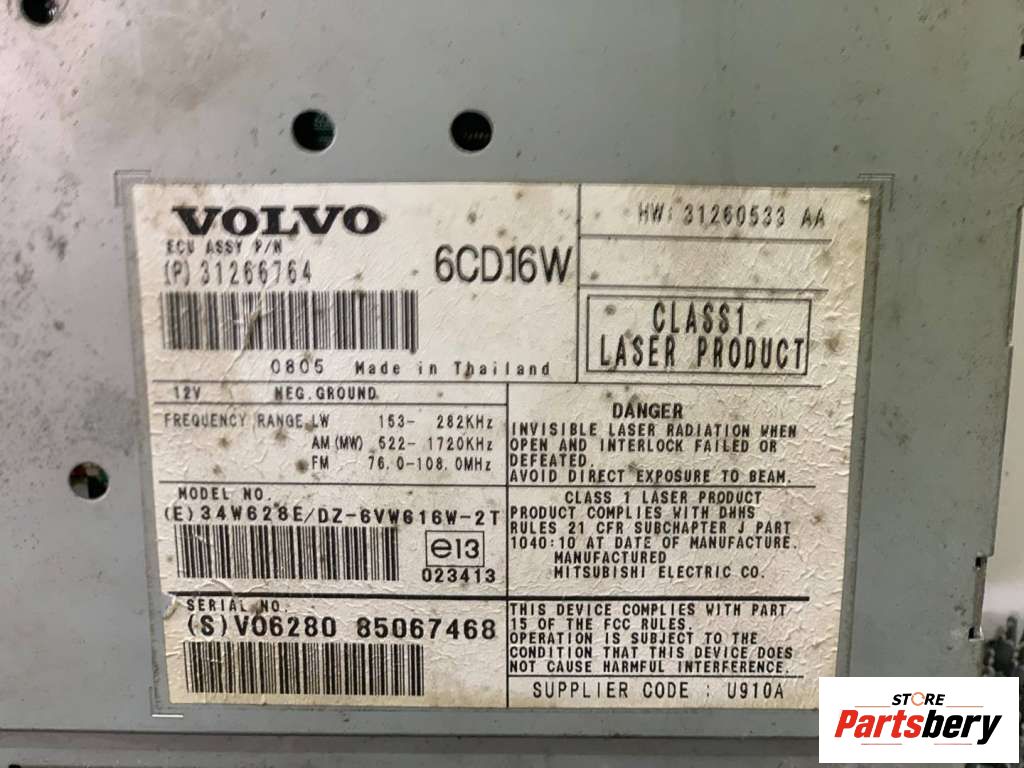 VOLVO
ECU ASSY P/N
(P) 31266764
6CD16W
HW: 31260533 AA
CLASS1
LASER PRODUCT
0805 Made in Thailand
12V NEG. GROUND
FREQUENCY RANGE LW 153- 282KHz
AM (MW) 522- 1720KHz
FM 76.0-108.0MHz
DANGER
INVISIBLE LASER RADIATION WHEN
OPEN AND INTERLOCK FAILED OR
DEFEATED.
AVOID DIRECT EXPOSURE TO BEAM.
MODEL NO.
(E) 34W628E/DZ-6VW616W-2T
e13
023413
CLASS 1 LASER PRODUCT
PRODUCT COMPLIES WITH DHHS
RULES 21 CFR SUBCHAPTER J PART
1040:10 AT DATE OF MANUFACTURE.
MANUFACTURED
MITSUBISHI ELECTRIC CO.
SERIAL NO.
(S) V06280 85067468
THIS DEVICE COMPLIES WITH PART
15 OF THE FCC RULES.
OPERATION IS SUBJECT TO THE
CONDITION THAT THIS DEVICE DOES
NOT CAUSE HARMFUL INTERFERENCE.
SUPPLIER CODE : U910A
STORE
Partsbery